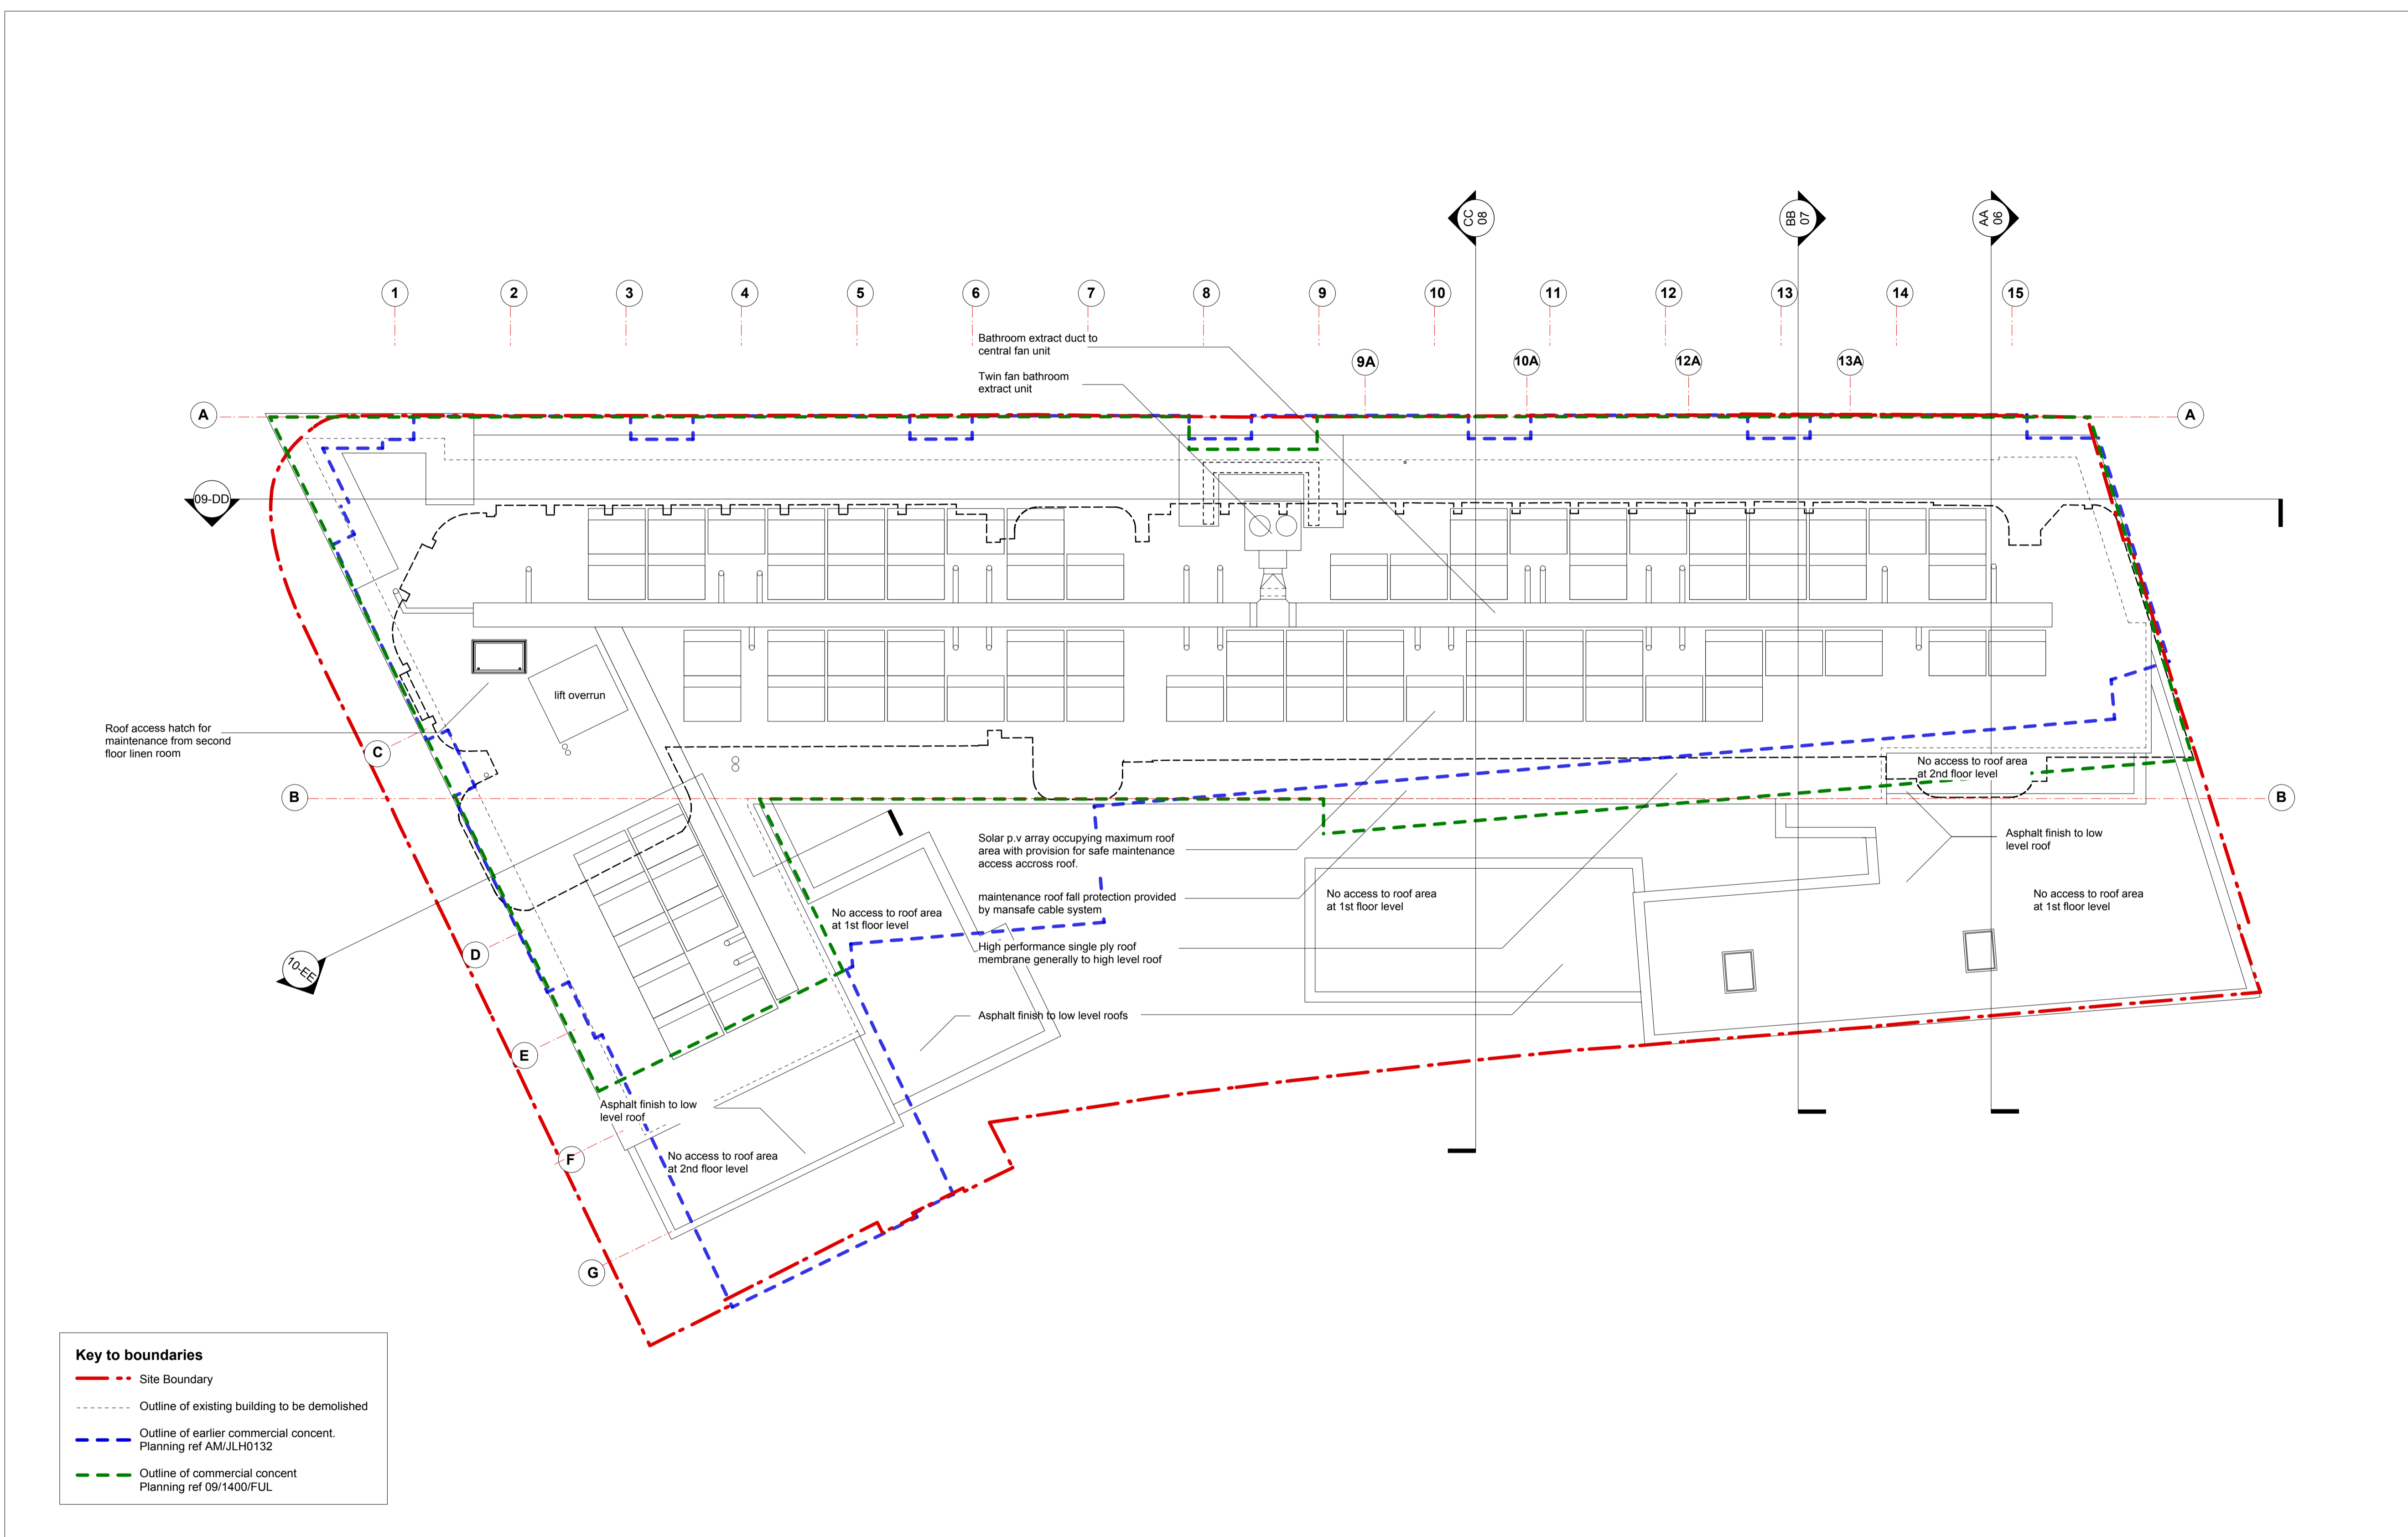 CC
08
BB
07
AA
06
1
2
3
4
5
6
7
8
9
10
11
12
13
14
15
Bathroom extract duct to
central fan unit
9A
10A
12A
13A
Twin fan bathroom
extract unit
A
A
09-DD
lift overrun
Roof access hatch for
maintenance from second
floor linen room
C
B
B
No access to roof area
at 2nd floor level
Solar p.v array occupying maximum roof
area with provision for safe maintenance
access accross roof.
Asphalt finish to low
level roof
maintenance roof fall protection provided
by mansafe cable system
No access to roof area
at 1st floor level
No access to roof area
at 1st floor level
No access to roof area
at 1st floor level
High performance single ply roof
membrane generally to high level roof
D
10-EE
Asphalt finish to low level roofs
E
Asphalt finish to low
level roof
F
No access to roof area
at 2nd floor level
G
Key to boundaries
Site Boundary
Outline of existing building to be demolished
Outline of earlier commercial concent.
Planning ref AM/JLH0132
Outline of commercial concent
Planning ref 09/1400/FUL